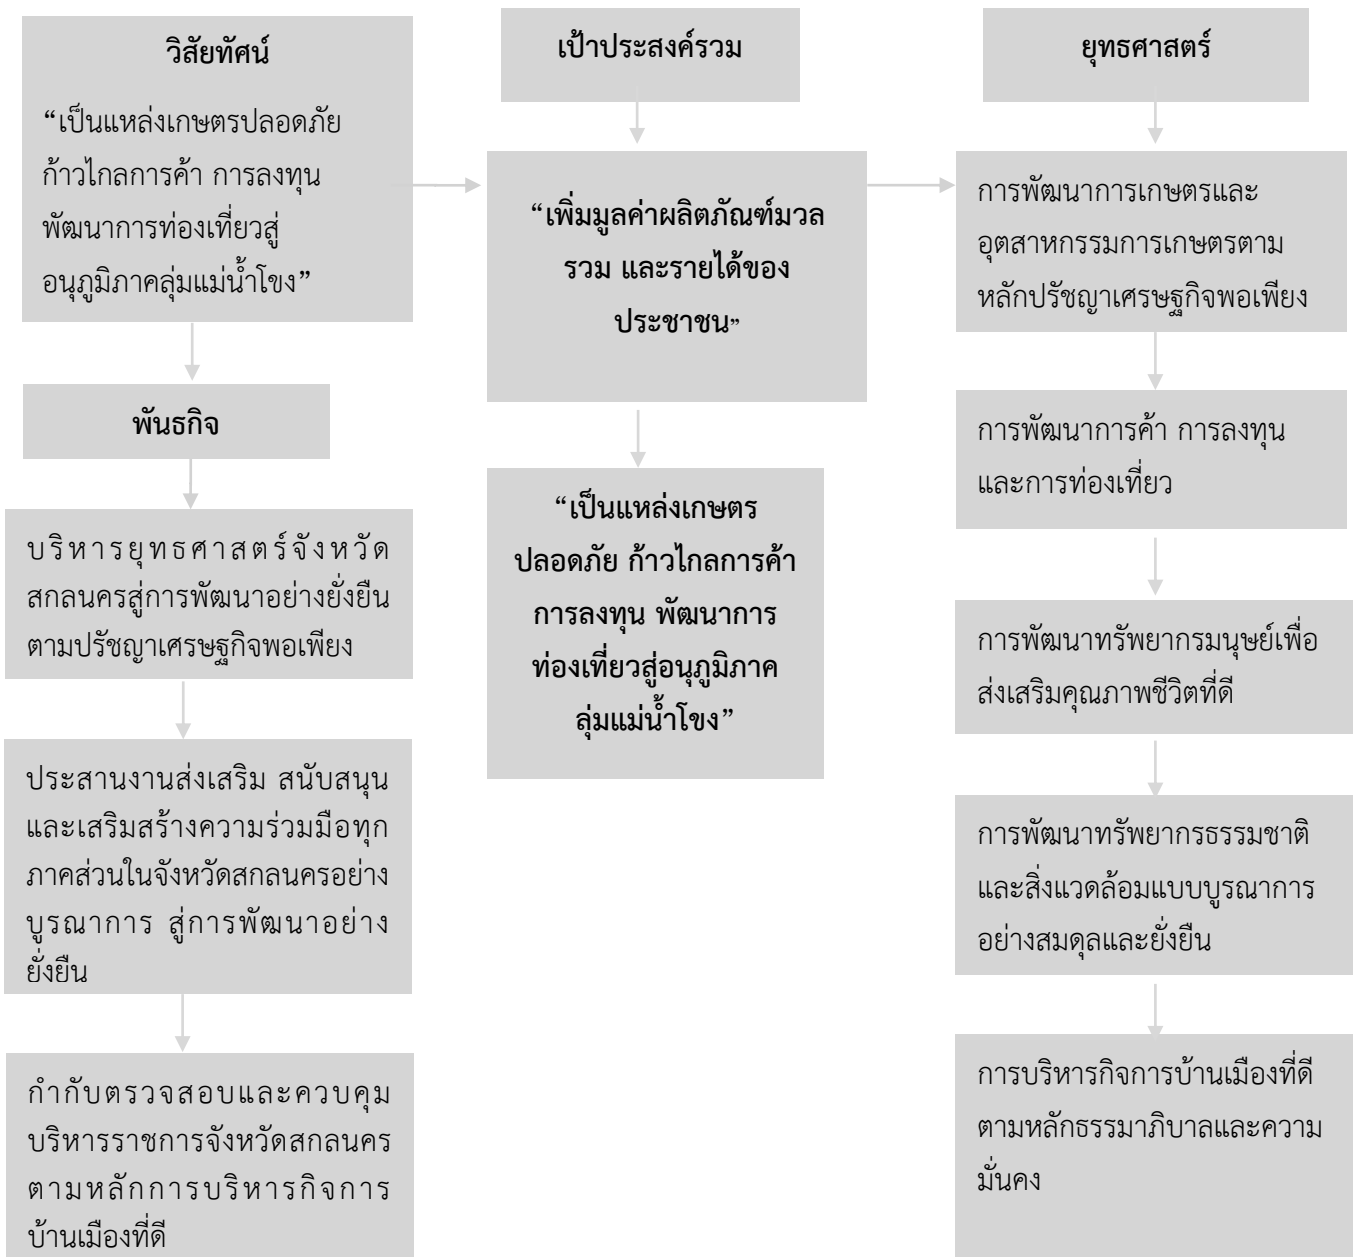 วิสัยทัศน์
“เป็นแหล่งเกษตรปลอดภัย
ก้าวไกลการค้า การลงทุน
พัฒนาการท่องเที่ยวสู่
อนุภูมิภาคลุ่มแม่น้ำโขง”
พันธกิจ
บริหารยุทธศาสตร์จังหวัด
สกลนครสู่การพัฒนาอย่างยั่งยืน
ตามปรัชญาเศรษฐกิจพอเพียง
ประสานงานส่งเสริม สนับสนุน
และเสริมสร้างความร่วมมือทุก
ภาคส่วนในจังหวัดสกลนครอย่าง
บูรณาการ สู่การพัฒนาอย่าง
ยั่งยืน
กำกับตรวจสอบและควบคุม
บริหารราชการจังหวัดสกลนคร
ตามหลักการบริหารกิจการ
บ้านเมืองที่ดี
เป้าประสงค์รวม
“เพิ่มมูลค่าผลิตภัณฑ์มวล
รวม และรายได้ของ
ประชาชน”
“เป็นแหล่งเกษตร
ปลอดภัย ก้าวไกลการค้า
การลงทุน พัฒนาการ
ท่องเที่ยวสู่อนุภูมิภาค
ลุ่มแม่น้ำโขง”
ยุทธศาสตร์
การพัฒนาการเกษตรและ
อุตสาหกรรมการเกษตรตาม
หลักปรัชญาเศรษฐกิจพอเพียง
การพัฒนาการค้า การลงทุน
และการท่องเที่ยว
การพัฒนาทรัพยากรมนุษย์เพื่อ
ส่งเสริมคุณภาพชีวิตที่ดี
การพัฒนาทรัพยากรธรรมชาติ
และสิ่งแวดล้อมแบบบูรณาการ
อย่างสมดุลและยั่งยืน
การบริหารกิจการบ้านเมืองที่ดี
ตามหลักธรรมาภิบาลและความ
มั่นคง